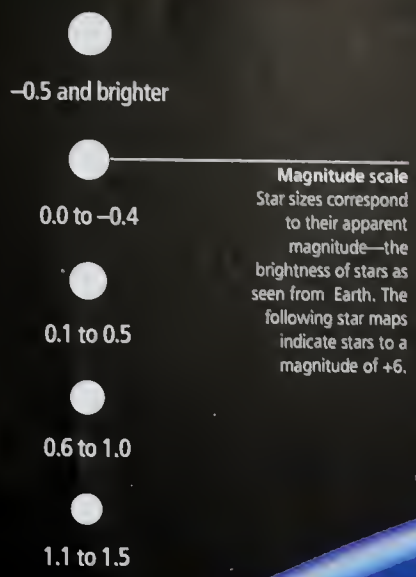 –0.5 and brighter
0.0 to –0.4
Magnitude scale
Star sizes correspond
to their apparent
magnitude—the
brightness of stars as
seen from Earth. The
following star maps
indicate stars to a
magnitude of +6.
0.1 to 0.5
0.6 to 1.0
1.1 to 1.5